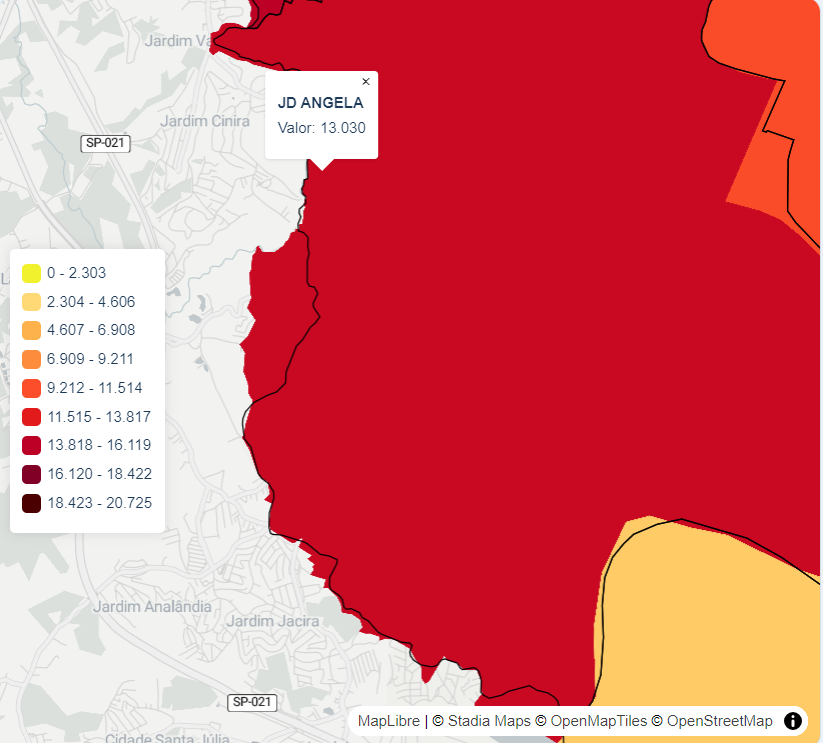 Jardim Va
×
JD ANGELA
Valor: 13.030
Jardim Cinira
SP-021
0 - 2.303
2.304 - 4.606
4.607 - 6.908
6.909 - 9.211
9.212 - 11.514
11.515 - 13.817
13.818 - 16.119
16.120 - 18.422
18.423 - 20.725
Jardim Analândia
Jardim Jacira
SP-021
MapLibre | © Stadia Maps © OpenMapTiles © OpenStreetMap
Cidade Santa Júlia